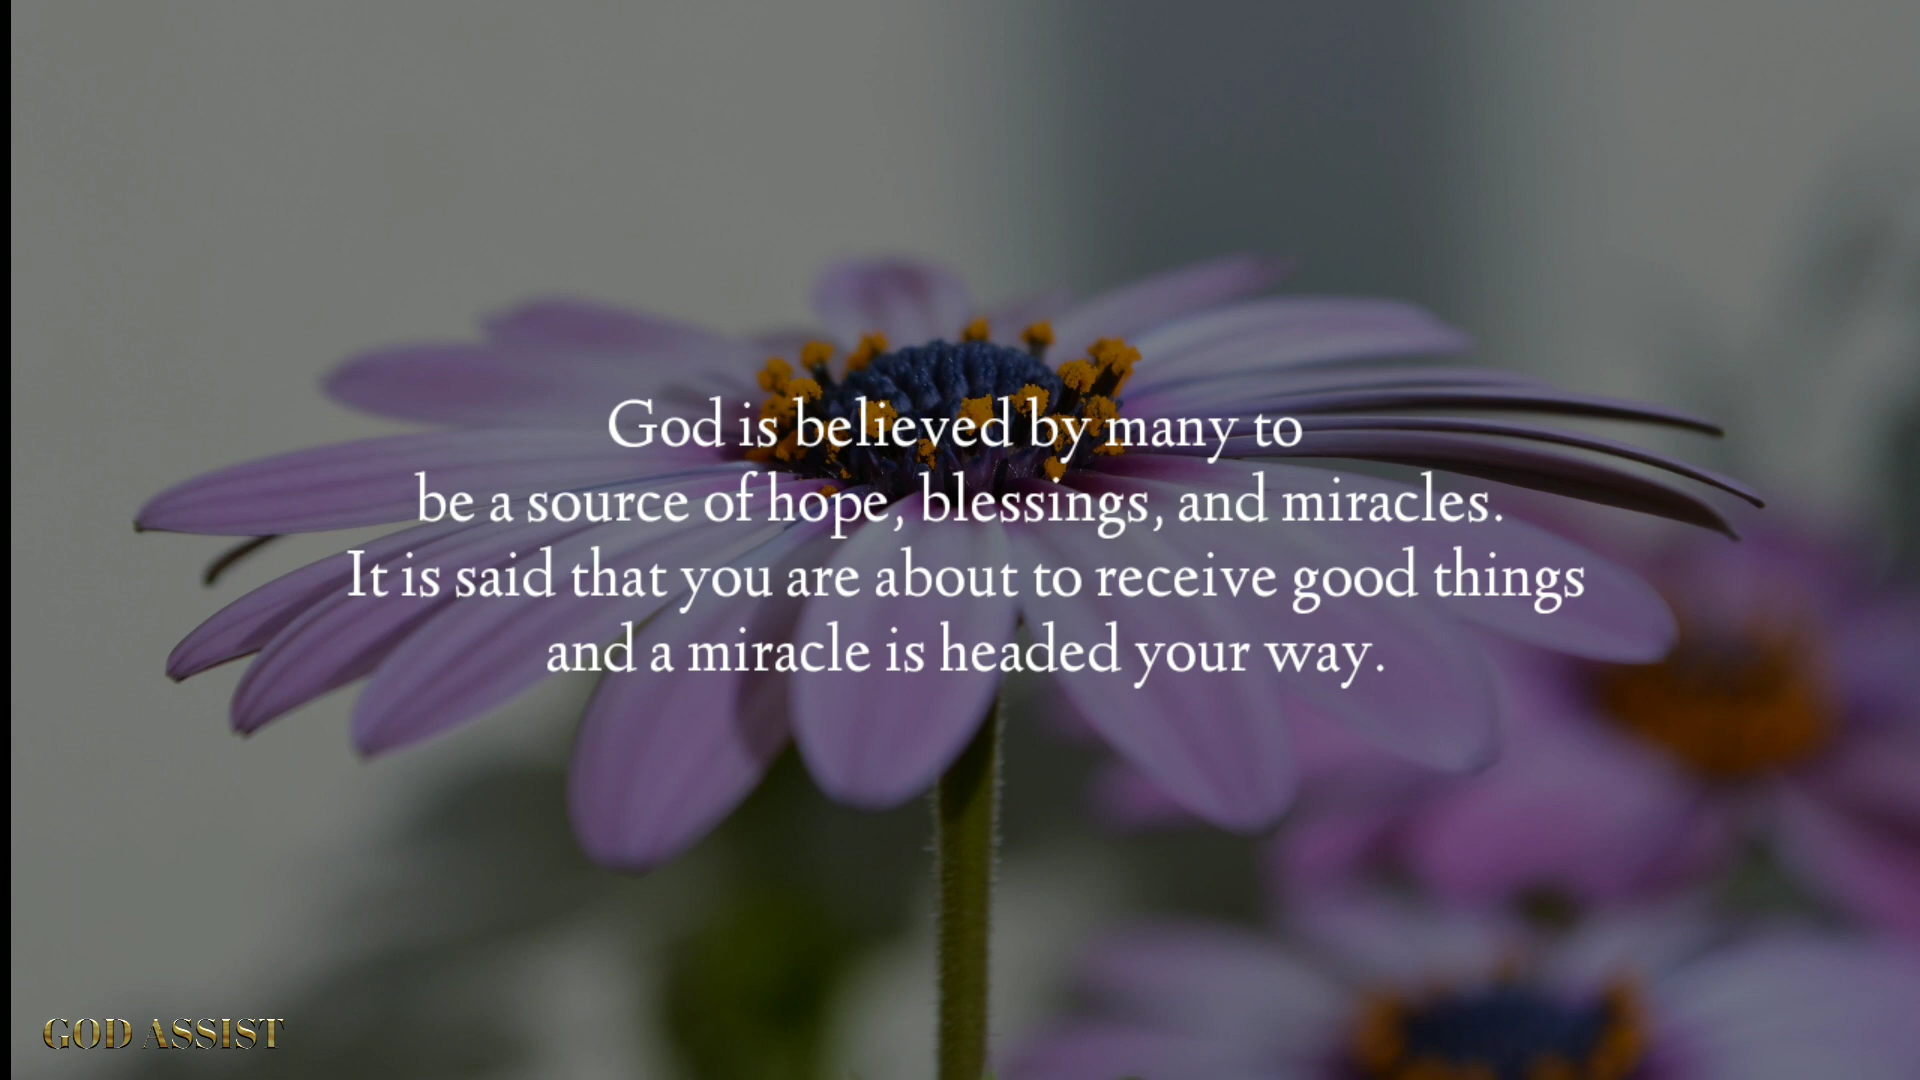 God is believed by many to
be a source of hope, blessings, and miracles.
It is said that you are about to receive good things
and a miracle is headed your way.
GOD ASSIST